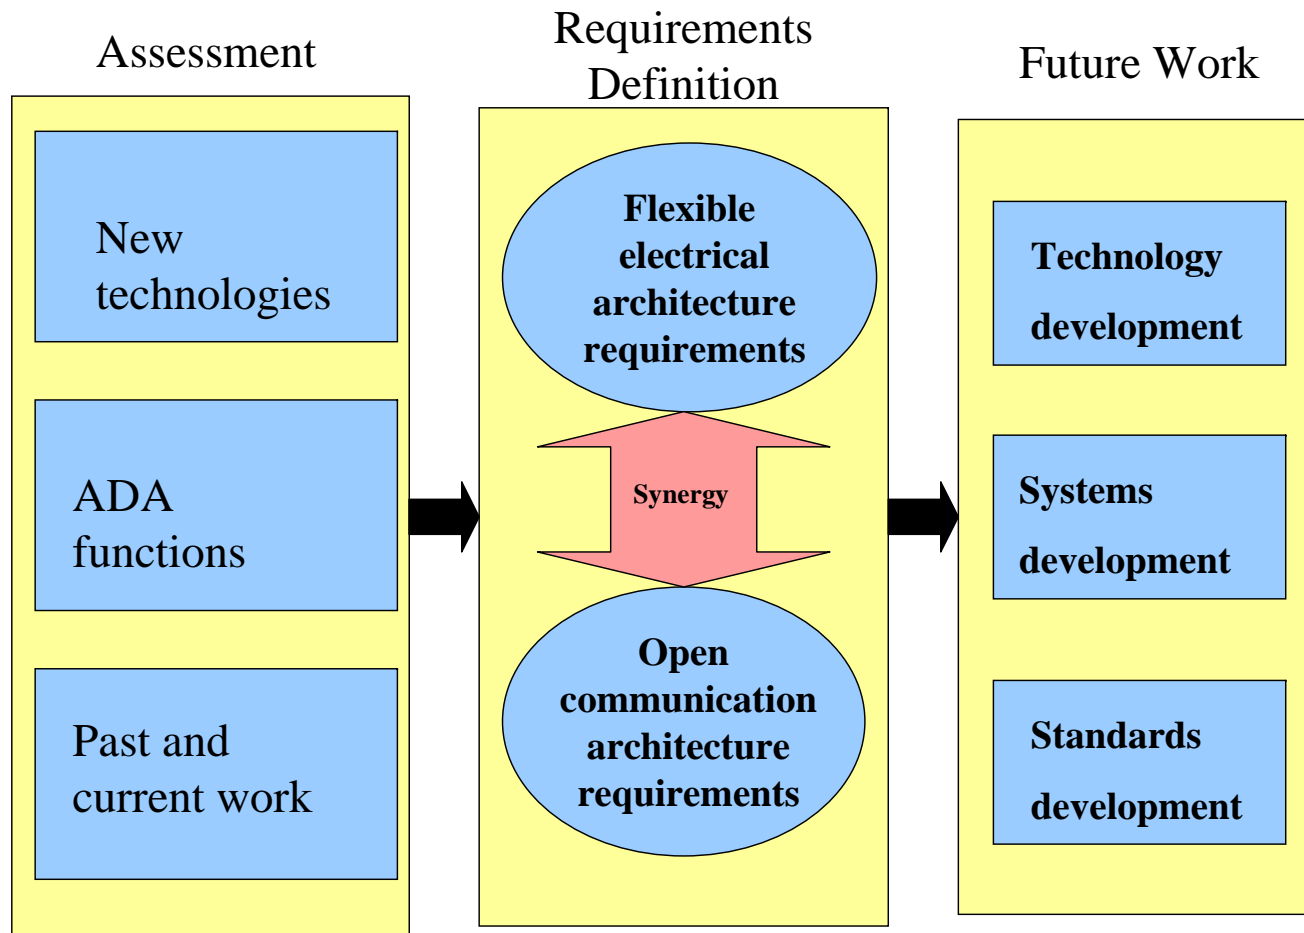 Assessment
New
technologies
ADA
functions
Past and
current work
Requirements
Definition
Flexible
electrical
architecture
requirements
Synergy
Open
communication
architecture
requirements
Future Work
Technology
development
Systems
development
Standards
development